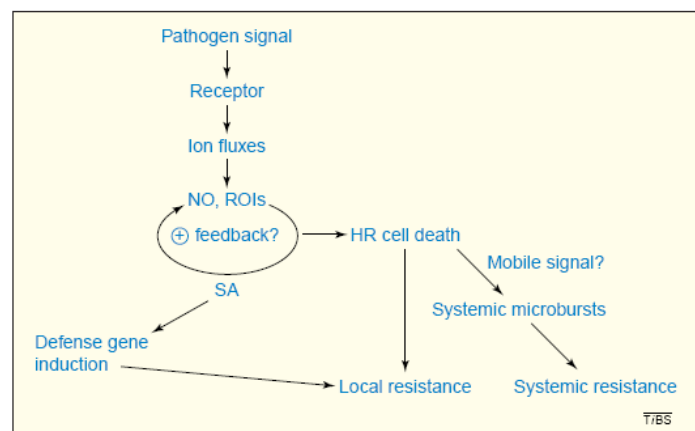 Pathogen signal
Receptor
Ion fluxes
NO, ROIs
+ feedback?
HR cell death
Mobile signal?
SA
Systemic microbursts
Defense gene
induction
Local resistance
Systemic resistance
TiBS